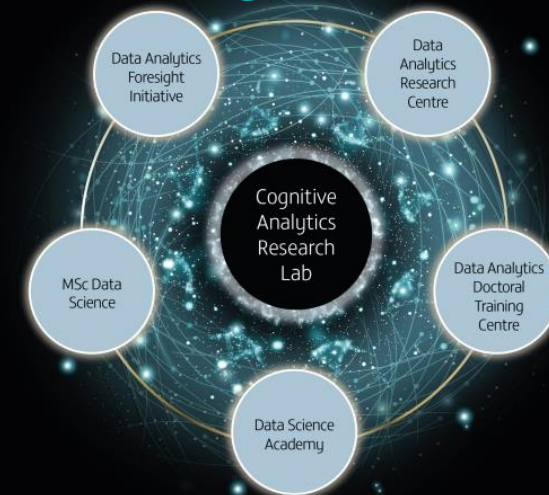 Data Analytics
Foresight
Initiative
Data
Analytics
Research
Centre
Cognitive
Analytics
Research
Lab
MSc Data
Science
Data Analytics
Doctoral
Training
Centre
Data Science
Academy